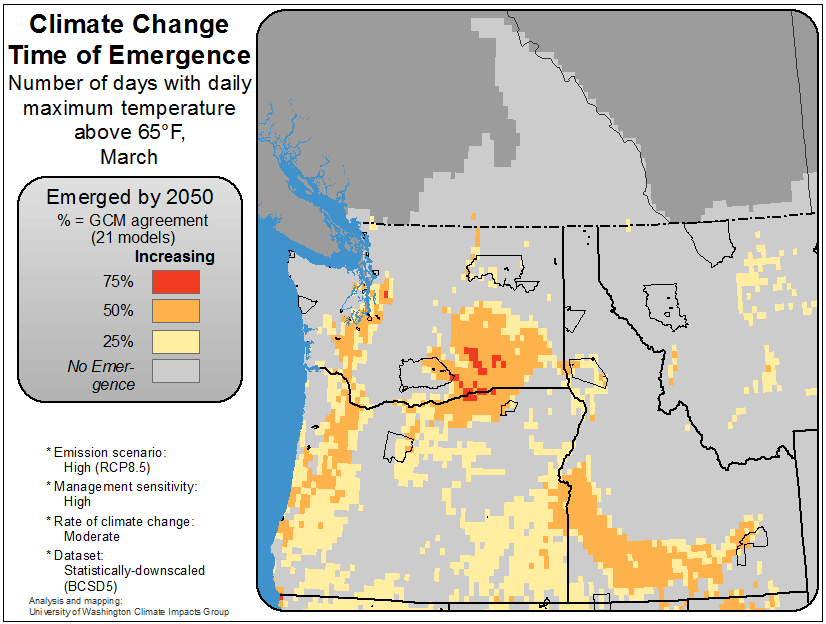 Climate Change
Time of Emergence
Number of days with daily
maximum temperature
above 65°F,
March
Emerged by 2050
% = GCM agreement
(21 models)
Increasing
75%
50%
25%
No Emer-
gence
* Emission scenario:
High (RCP8.5)
* Management sensitivity:
High
* Rate of climate change:
Moderate
* Dataset:
Statistically-downscaled
(BCSD5)
Analysis and mapping:
University of Washington Climate Impacts Group